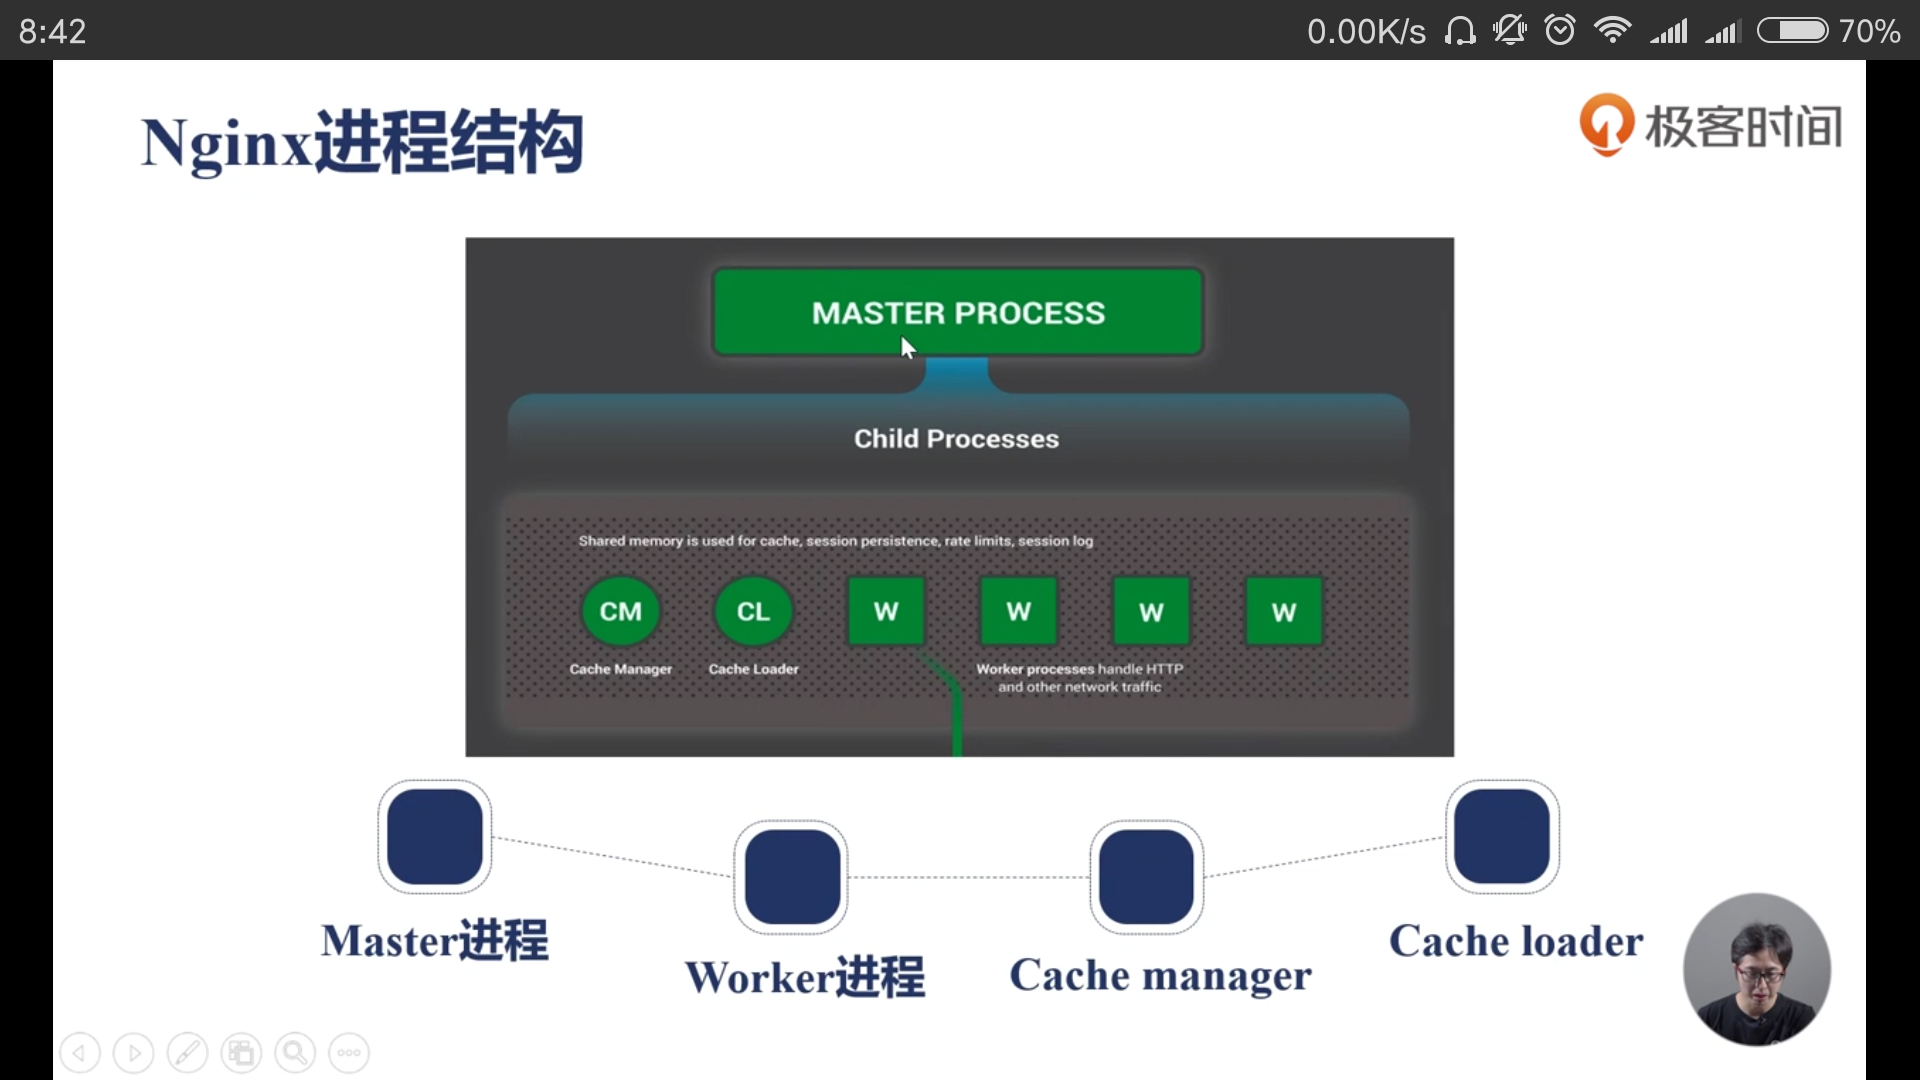 8:42
0.00K/s
70%
Nginx进程结构
极客时间
MASTER PROCESS
Child Processes
Shared memory is used for cache, session persistence, rate limits, session log
CM
CL
W
W
W
W
Cache Manager
Cache Loader
Worker processes handle HTTP
and other network traffic
Master进程
Worker进程
Cache manager
Cache loader